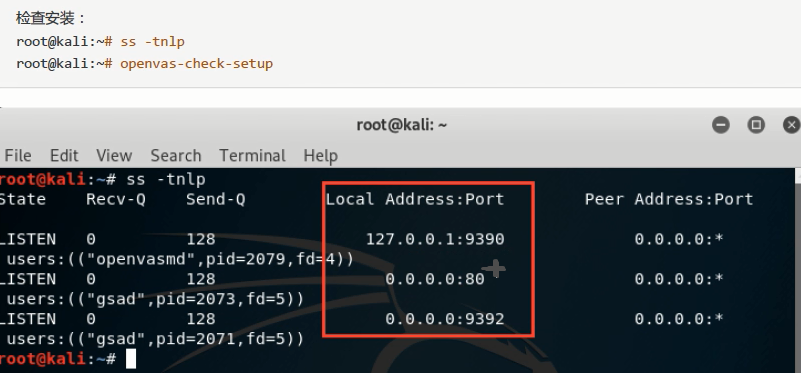 检查安装：
root@kali:~# ss -tnlp
root@kali:~# openvas-check-setup
root@kali: ~
File Edit View Search Terminal Help
root@kali:~# ss -tnlp
State Recv-Q Send-Q Local Address:Port Peer Address:Port
LISTEN 0 128 127.0.0.1:9390 0.0.0.0:*
users:(("openvasmd",pid=2079,fd=4))
LISTEN 0 128 0.0.0.0:80 0.0.0.0:*
users:(("gsad",pid=2073,fd=5))
LISTEN 0 128 0.0.0.0:9392 0.0.0.0:*
users:(("gsad",pid=2071,fd=5))
root@kali:~#